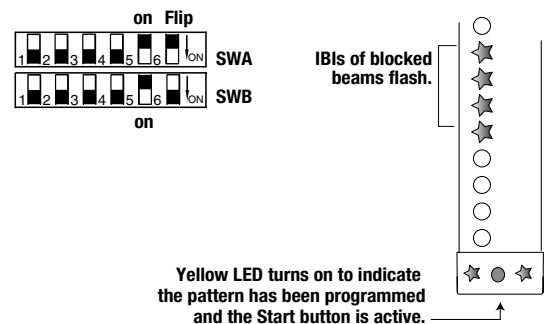 on Flip
1 2 3 4 5 6 ON SWA
1 2 3 4 5 6 ON SWB
on
IBIs of blocked
beams flash.
Yellow LED turns on to indicate
the pattern has been programmed
and the Start button is active.